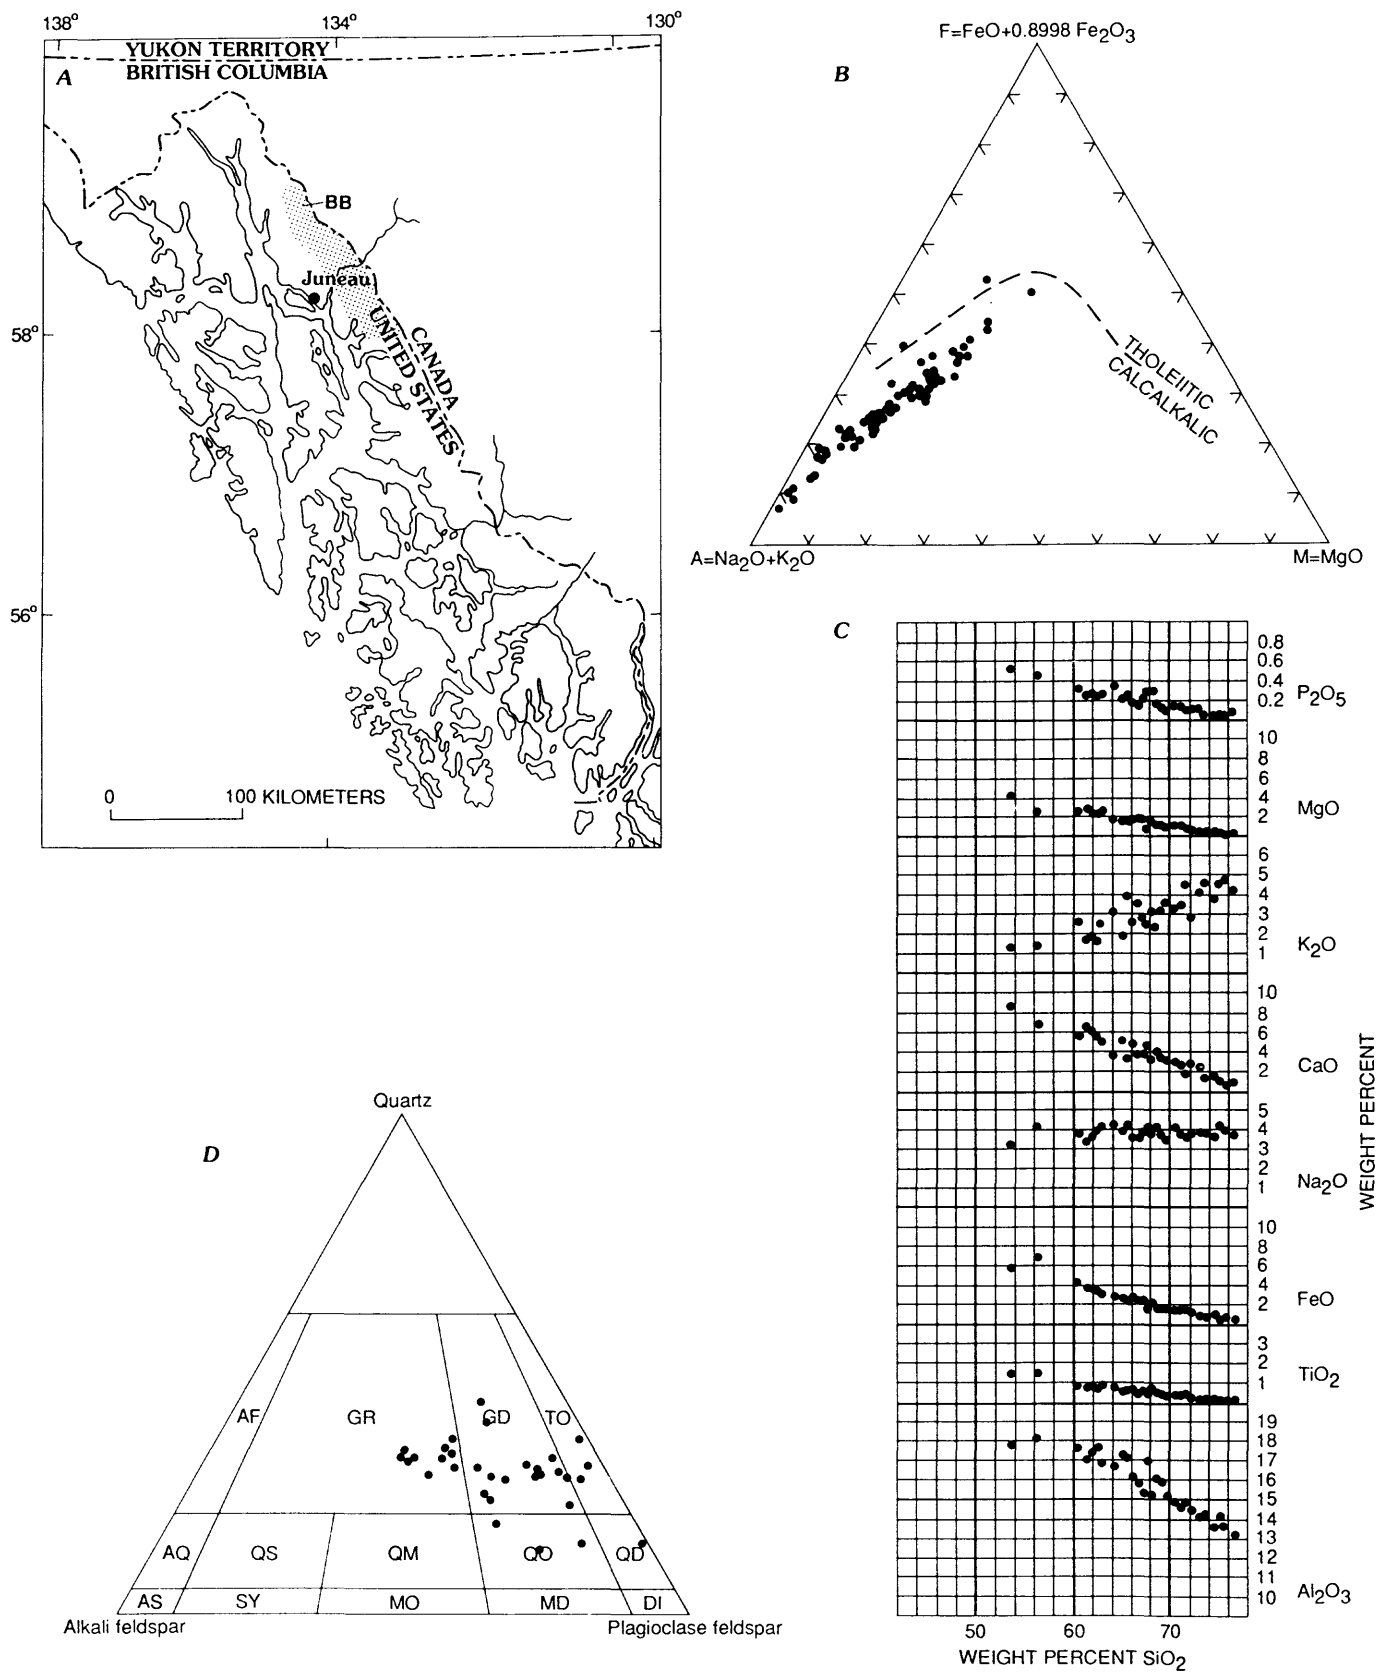 138° 134° 130°
YUKON TERRITORY
BRITISH COLUMBIA
A
BB
Juneau
CANADA
UNITED STATES
58°
56°
0 100 KILOMETERS
B
F=FeO+0.8998 Fe₂O₃
THOLEIITIC
CALCALKALIC
A=Na₂O+K₂O
M=MgO
C
0.8
0.6
0.4
0.2
P₂O₅
10
8
6
4
2
MgO
6
5
4
3
2
1
K₂O
10
8
6
4
2
CaO
5
4
3
2
1
Na₂O
10
8
6
4
2
FeO
3
2
1
TiO₂
19
18
17
16
15
14
13
12
11
10
Al₂O₃
WEIGHT PERCENT
50 60 70
WEIGHT PERCENT SiO₂
D
Quartz
AF GR GD TO
AQ QS QM QO QD
AS SY MO MD DI
Alkali feldspar
Plagioclase feldspar